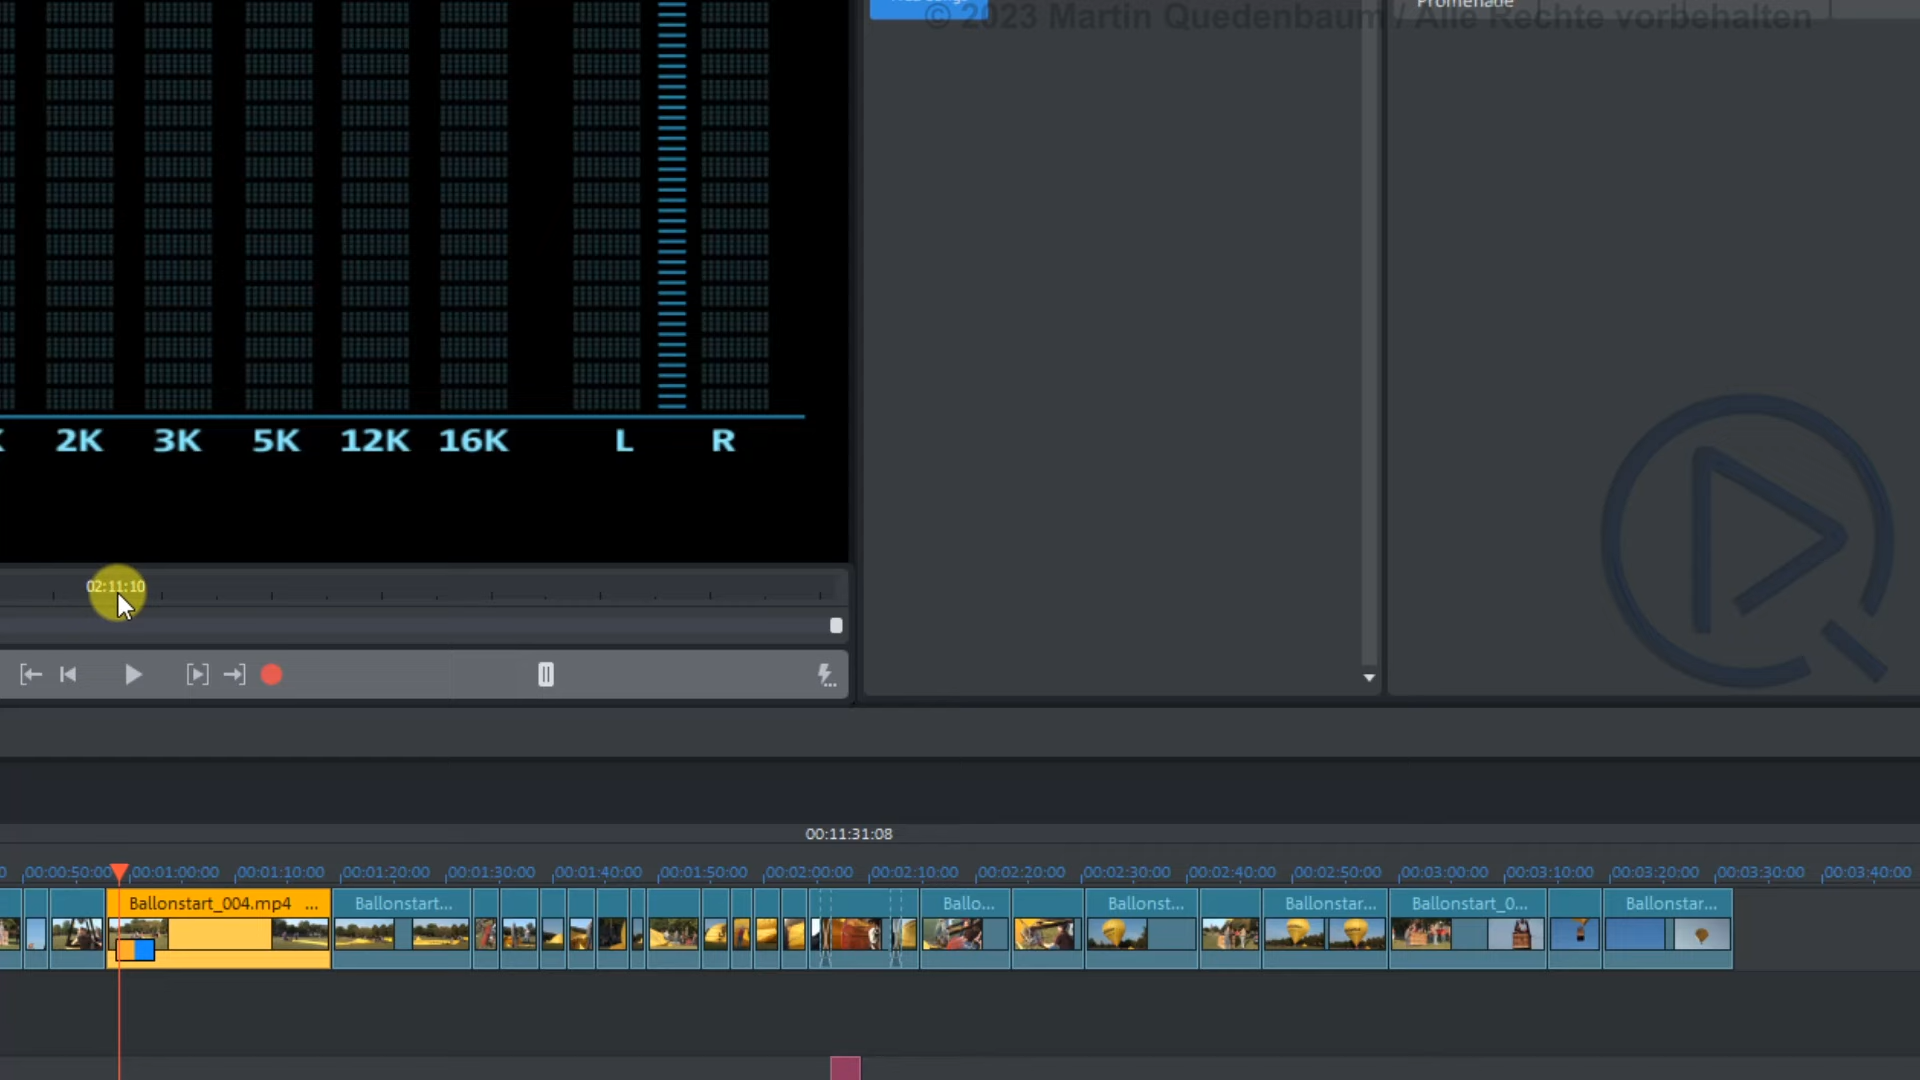 Promenade
© 2023 Martin Quedenbaum / Alle Rechte vorbehalten
2K 3K 5K 12K 16K L R
02:11:10
00:11:31:08
00:00:50:00 00:01:00:00 00:01:10:00 00:01:20:00 00:01:30:00 00:01:40:00 00:01:50:00 00:02:00:00 00:02:10:00 00:02:20:00 00:02:30:00 00:02:40:00 00:02:50:00 00:03:00:00 00:03:10:00 00:03:20:00 00:03:30:00 00:03:40:00
Ballonstart_004.mp4 ... Ballonstart... Ballo... Ballonst... Ballonstar... Ballonstart_0... Ballonstar...